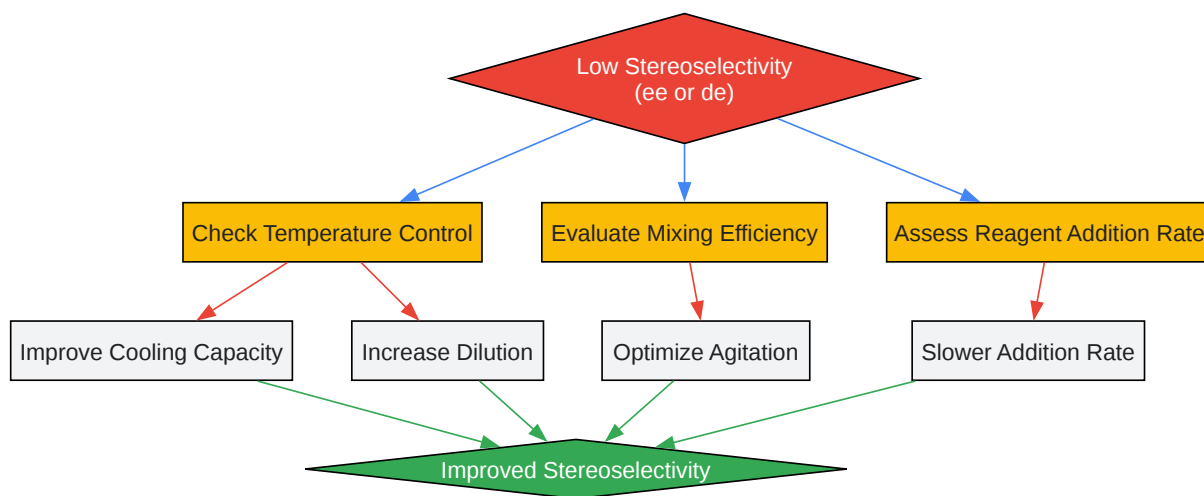 Low Stereoselectivity
(ee or de)
Check Temperature Control
Evaluate Mixing Efficiency
Assess Reagent Addition Rate
Improve Cooling Capacity
Increase Dilution
Optimize Agitation
Slower Addition Rate
Improved Stereoselectivity